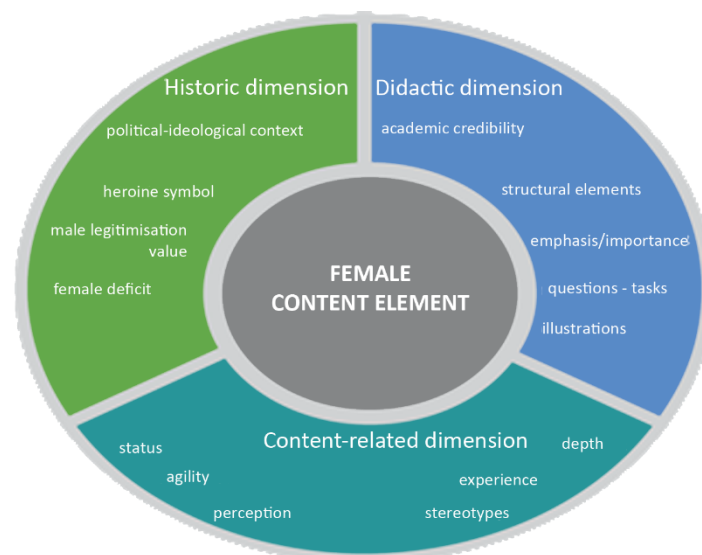 Historic dimension
political-ideological context
heroine symbol
male legitimisation
value
female deficit
Didactic dimension
academic credibility
structural elements
emphasis/importance
questions - tasks
illustrations
FEMALE
CONTENT ELEMENT
Content-related dimension
status
agility
perception
depth
experience
stereotypes